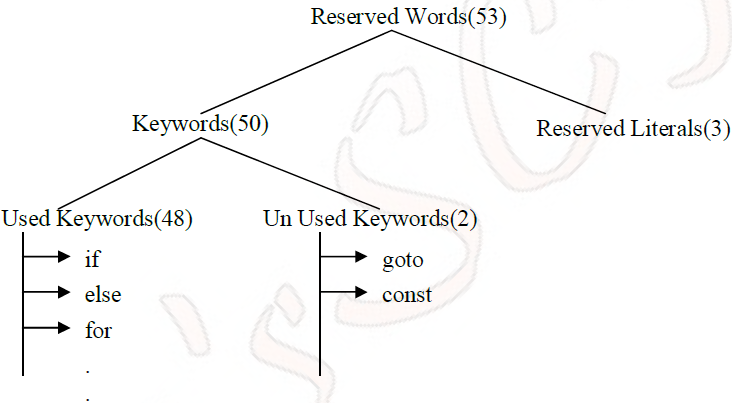 Reserved Words(53)
Keywords(50)
Reserved Literals(3)
Used Keywords(48)
Un Used Keywords(2)
if
goto
else
const
for
.
.